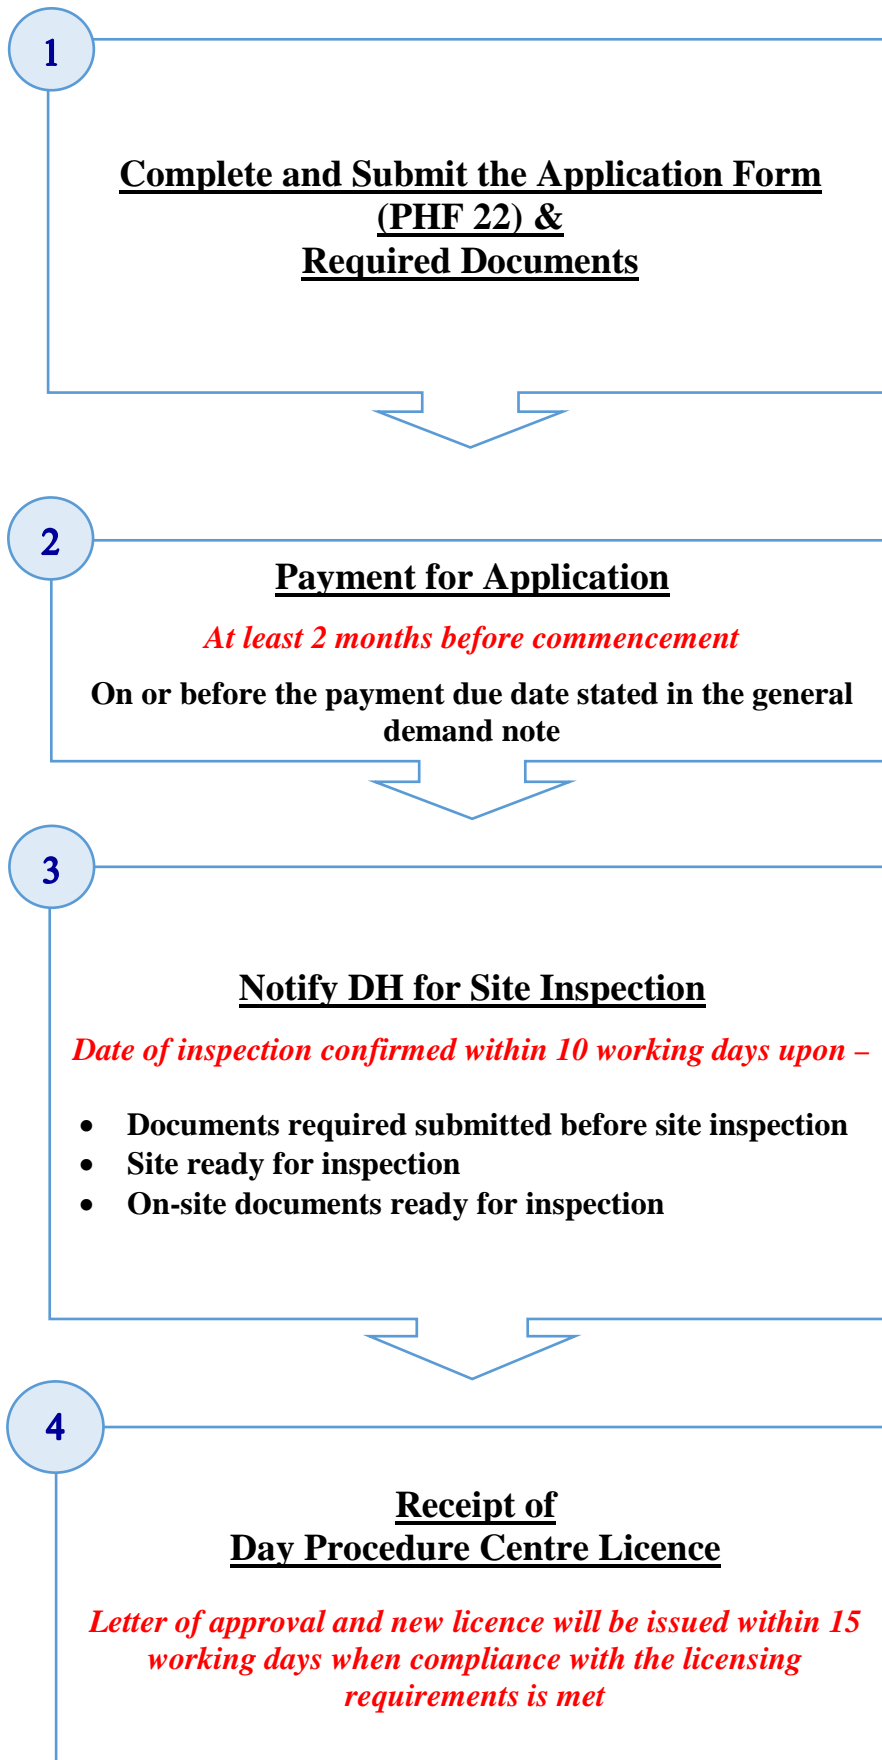 1
Complete and Submit the Application Form
(PHF 22) &
Required Documents
2
Payment for Application
At least 2 months before commencement
On or before the payment due date stated in the general
demand note
3
Notify DH for Site Inspection
Date of inspection confirmed within 10 working days upon –
• Documents required submitted before site inspection
• Site ready for inspection
• On-site documents ready for inspection
4
Receipt of
Day Procedure Centre Licence
Letter of approval and new licence will be issued within 15
working days when compliance with the licensing
requirements is met